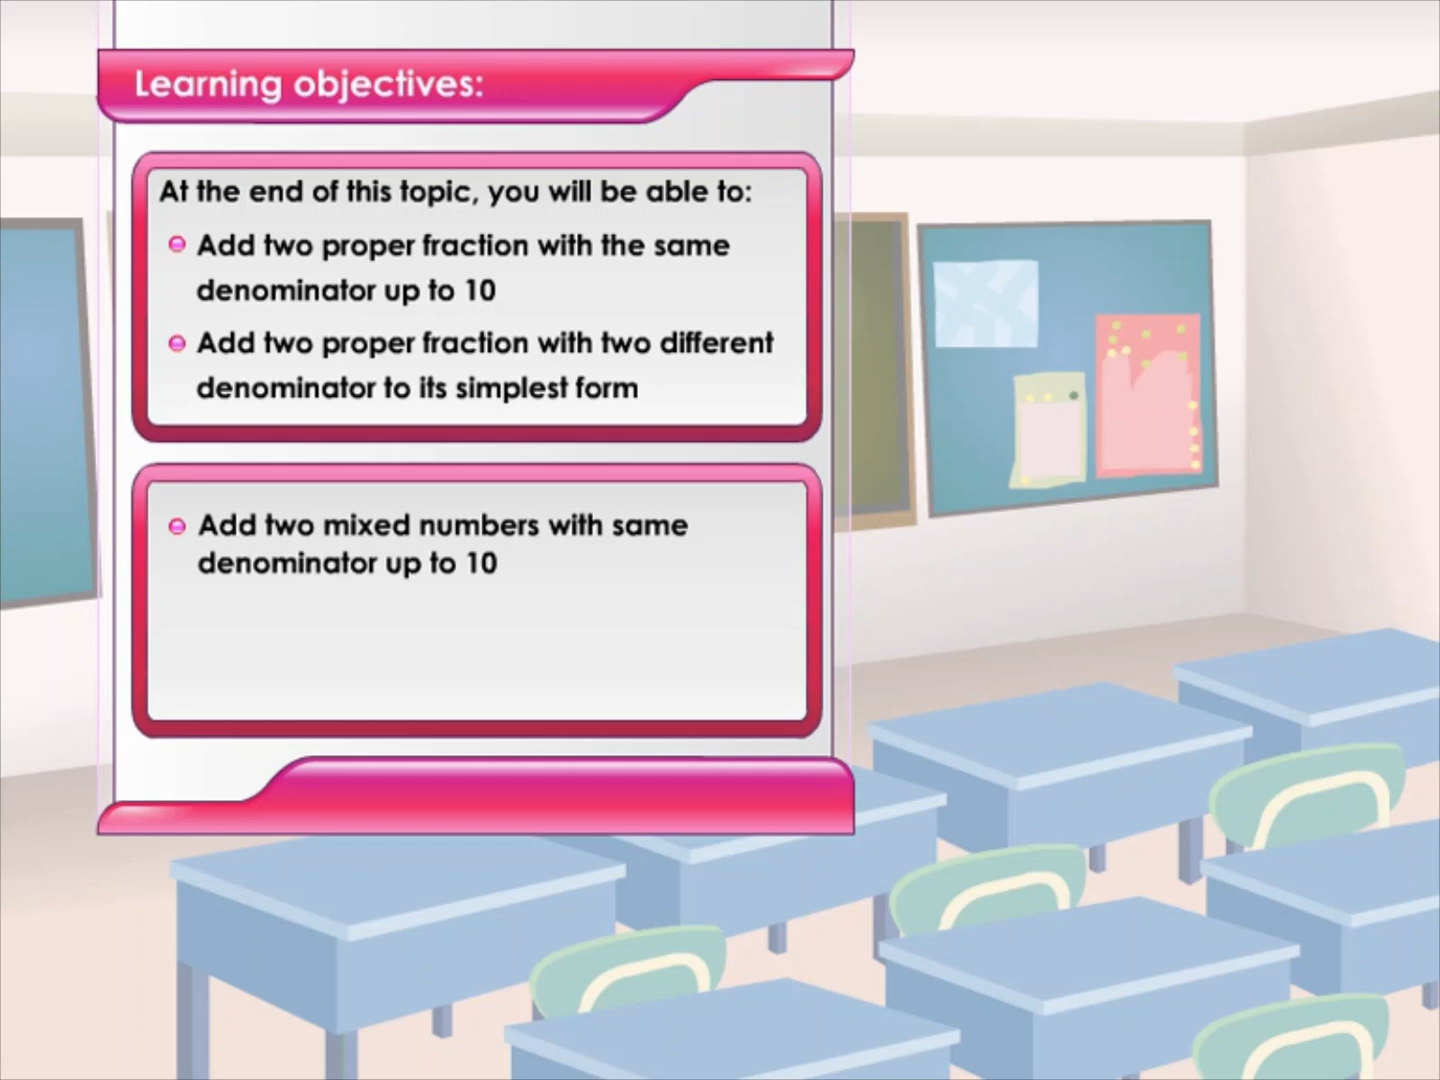 Learning objectives:
At the end of this topic, you will be able to:
Add two proper fraction with the same
denominator up to 10
Add two proper fraction with two different
denominator to its simplest form
Add two mixed numbers with same
denominator up to 10